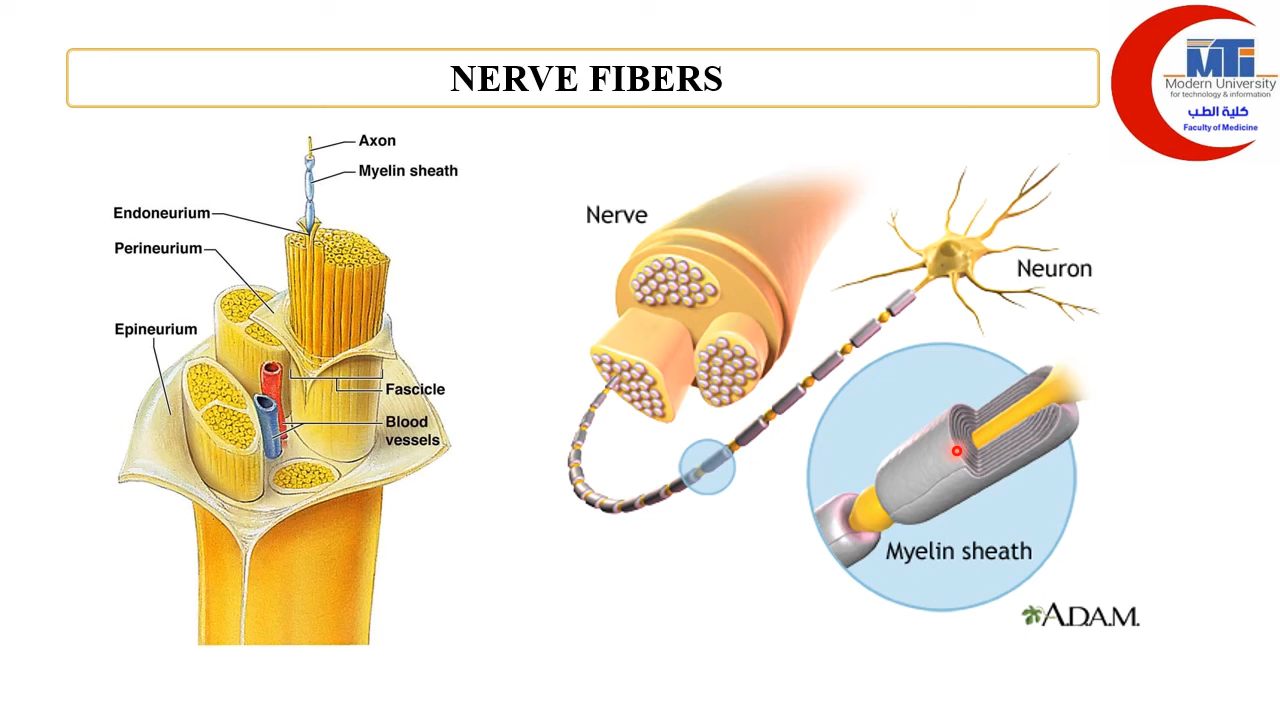 NERVE FIBERS
MTi
Modern University
for technology & information
كلية الطب
Faculty of Medicine
Axon
Myelin sheath
Endoneurium
Perineurium
Epineurium
Fascicle
Blood
vessels
Nerve
Neuron
Myelin sheath
A.D.A.M.